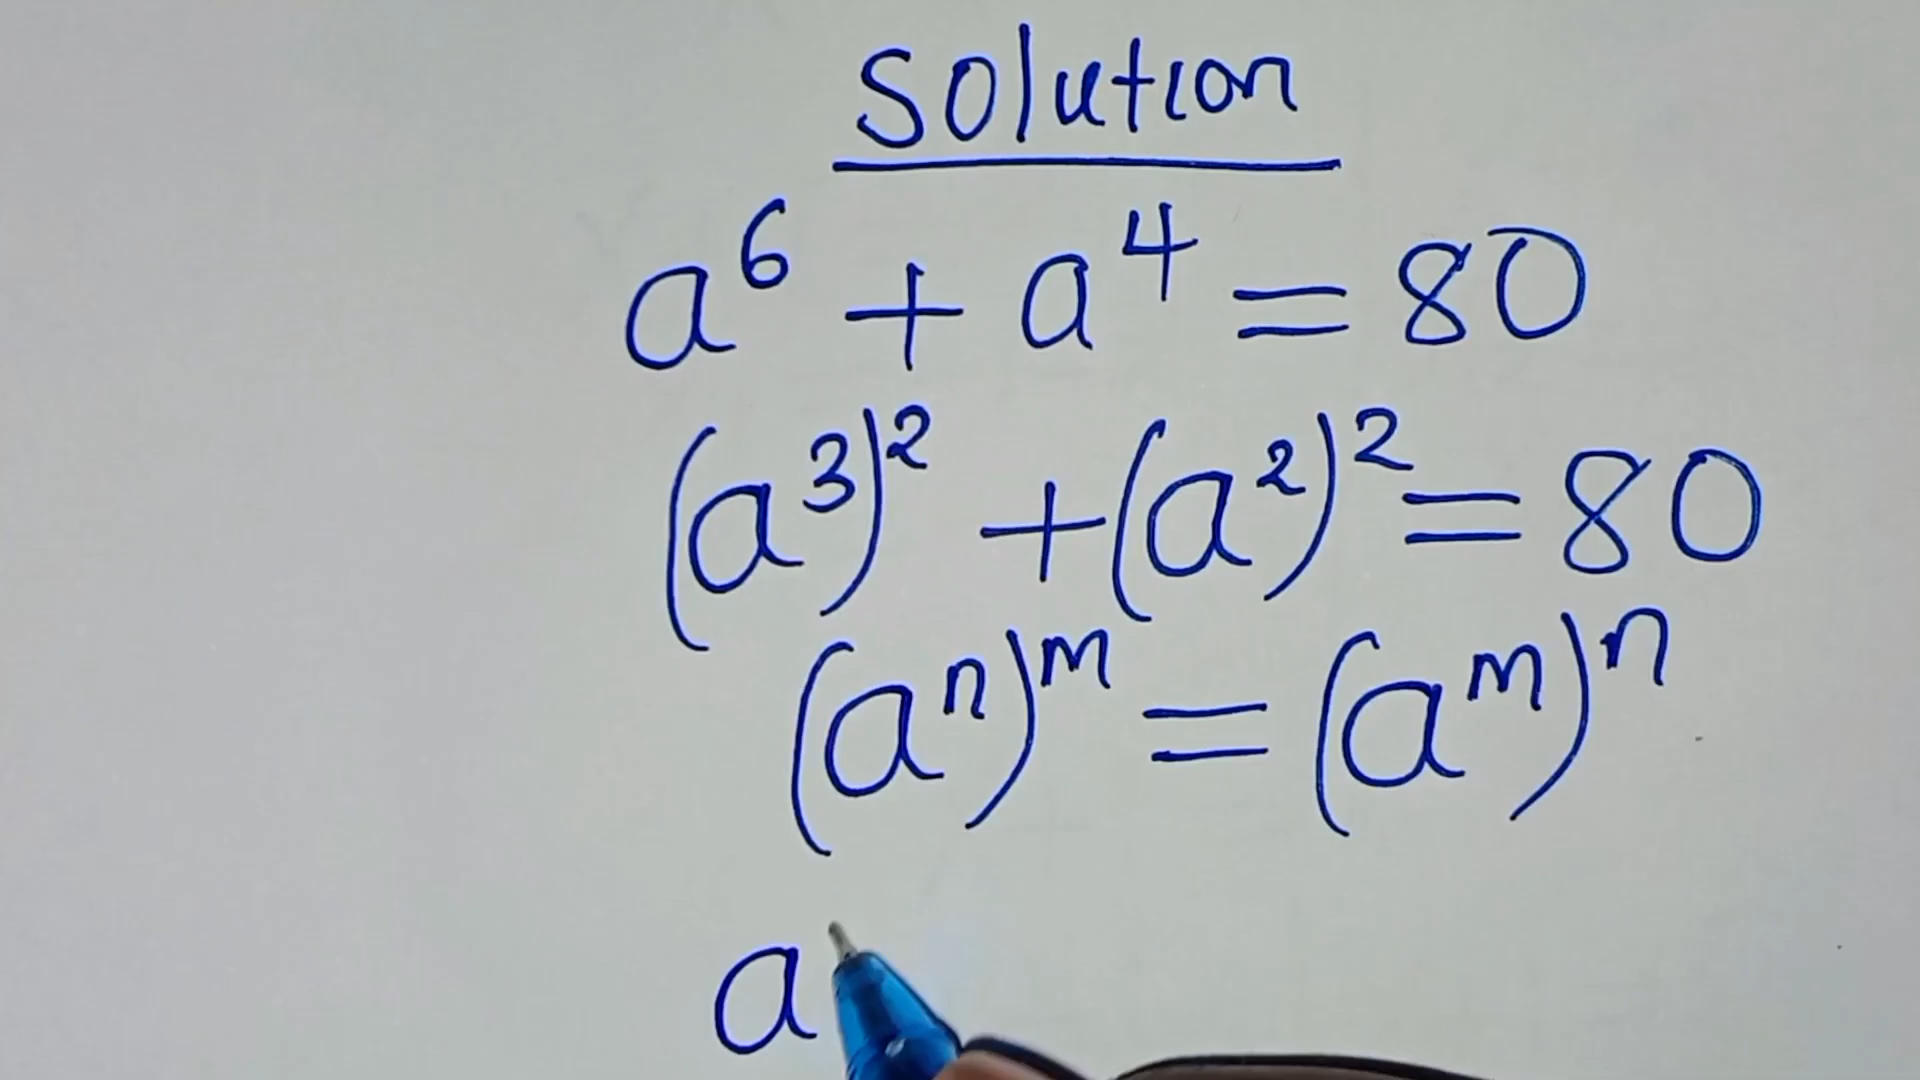 Solution
a⁶ + a⁴ = 80
(a³)² + (a²)² = 80
(aⁿ)ᵐ = (aᵐ)ⁿ
a